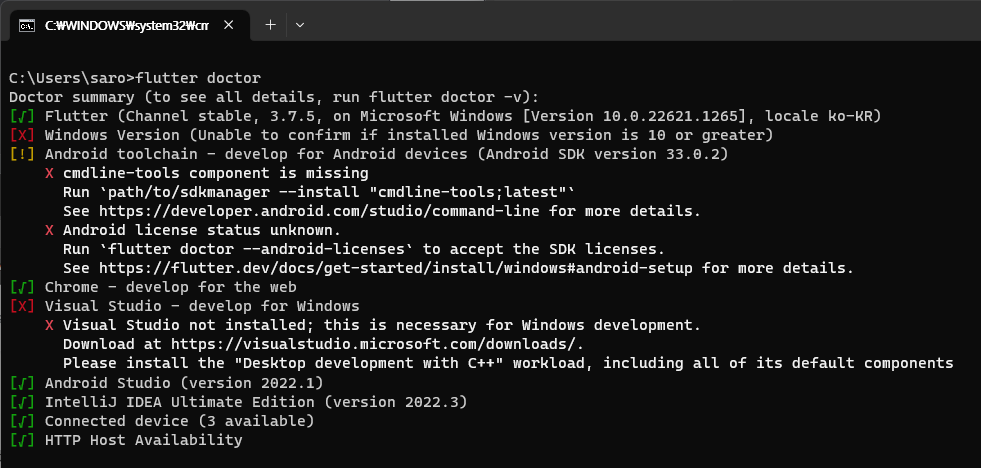 C:₩WINDOWS₩system32₩cm
C:\Users\saro>flutter doctor
Doctor summary (to see all details, run flutter doctor -v):
[√] Flutter (Channel stable, 3.7.5, on Microsoft Windows [Version 10.0.22621.1265], locale ko-KR)
[X] Windows Version (Unable to confirm if installed Windows version is 10 or greater)
[!] Android toolchain - develop for Android devices (Android SDK version 33.0.2)
X cmdline-tools component is missing
Run `path/to/sdkmanager --install "cmdline-tools;latest"`
See https://developer.android.com/studio/command-line for more details.
X Android license status unknown.
Run `flutter doctor --android-licenses` to accept the SDK licenses.
See https://flutter.dev/docs/get-started/install/windows#android-setup for more details.
[√] Chrome - develop for the web
[X] Visual Studio - develop for Windows
X Visual Studio not installed; this is necessary for Windows development.
Download at https://visualstudio.microsoft.com/downloads/.
Please install the "Desktop development with C++" workload, including all of its default components
[√] Android Studio (version 2022.1)
[√] IntelliJ IDEA Ultimate Edition (version 2022.3)
[√] Connected device (3 available)
[√] HTTP Host Availability